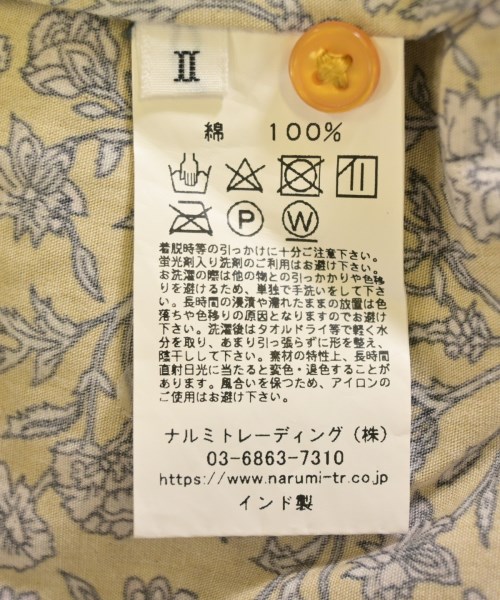 II
綿 100%
P W
着脱時等の引っかけに十分ご注意下さい。
蛍光剤入り洗剤のご利用はお避け下さい。
お洗濯の際は他の物との引っかかりや色移
りを避けるため、単独で手洗いをして下さ
い。長時間の浸漬や濡れたままの放置は色
落ちや色移りの原因となりますのでお避け
下さい。洗濯後はタオルドライ等で軽く水
分を取り、あまり引っ張らずに形を整え、
陰干しして下さい。素材の特性上、長時間
直射日光に当たると変色・退色することが
あります。風合いを保つため、アイロンの
ご使用はお避け下さい。
ナルミトレーディング（株）
03-6863-7310
https://www.narumi-tr.co.jp
インド製